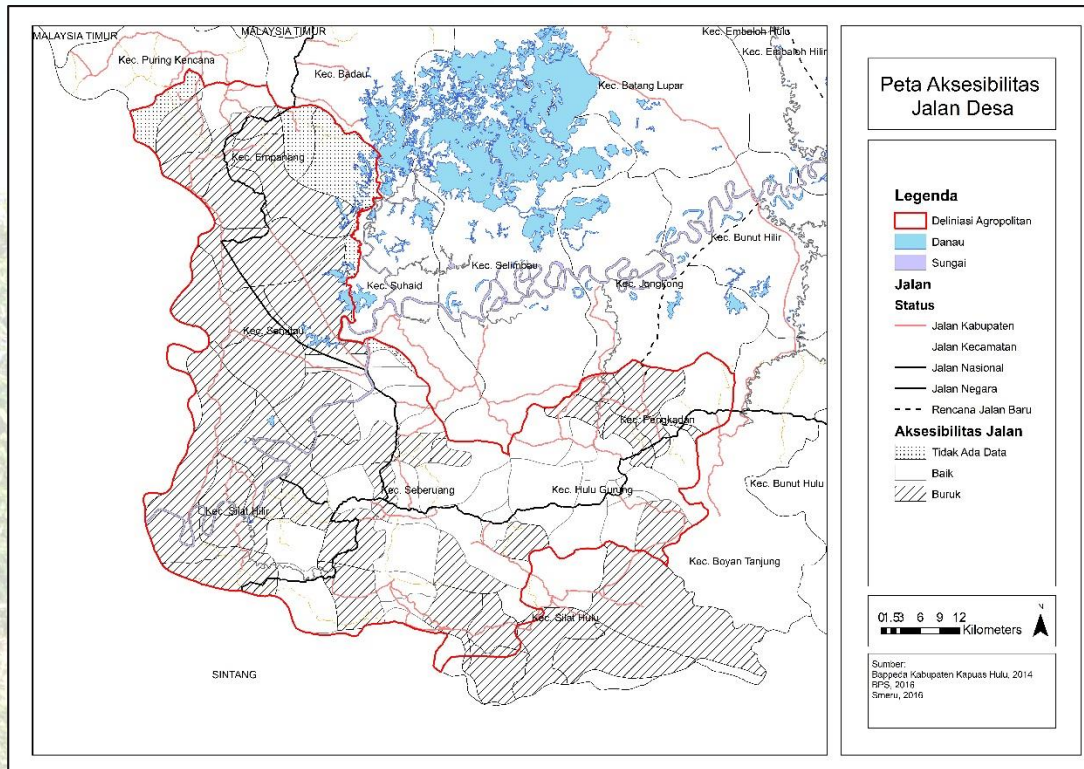 MALAYSIA TIMUR
MALAYSIA TIMUR
Kec. Embaloh Hulu
Kec. Embaloh Hilir
Kec. Puring Kencana
Kec. Badau
Kec. Batang Lupar
Kec. Empanang
Kec. Bunut Hilir
Kec. Selimbau
Kec. Suhaid
Kec. Jongkong
Kec. Semitau
Kec. Pengkadan
Kec. Bunut Hulu
Kec. Seberuang
Kec. Hulu Gurung
Kec. Silat Hilir
Kec. Boyan Tanjung
Kec. Silat Hulu
SINTANG
Peta Aksesibilitas
Jalan Desa
Legenda
Deliniasi Agropolitan
Danau
Sungai
Jalan
Status
Jalan Kabupaten
Jalan Kecamatan
Jalan Nasional
Jalan Negara
Rencana Jalan Baru
Aksesibilitas Jalan
Tidak Ada Data
Baik
Buruk
N
01.53 6 9 12
Kilometers
Sumber:
Bappeda Kabupaten Kapuas Hulu, 2014
BPS, 2016
Smeru, 2016